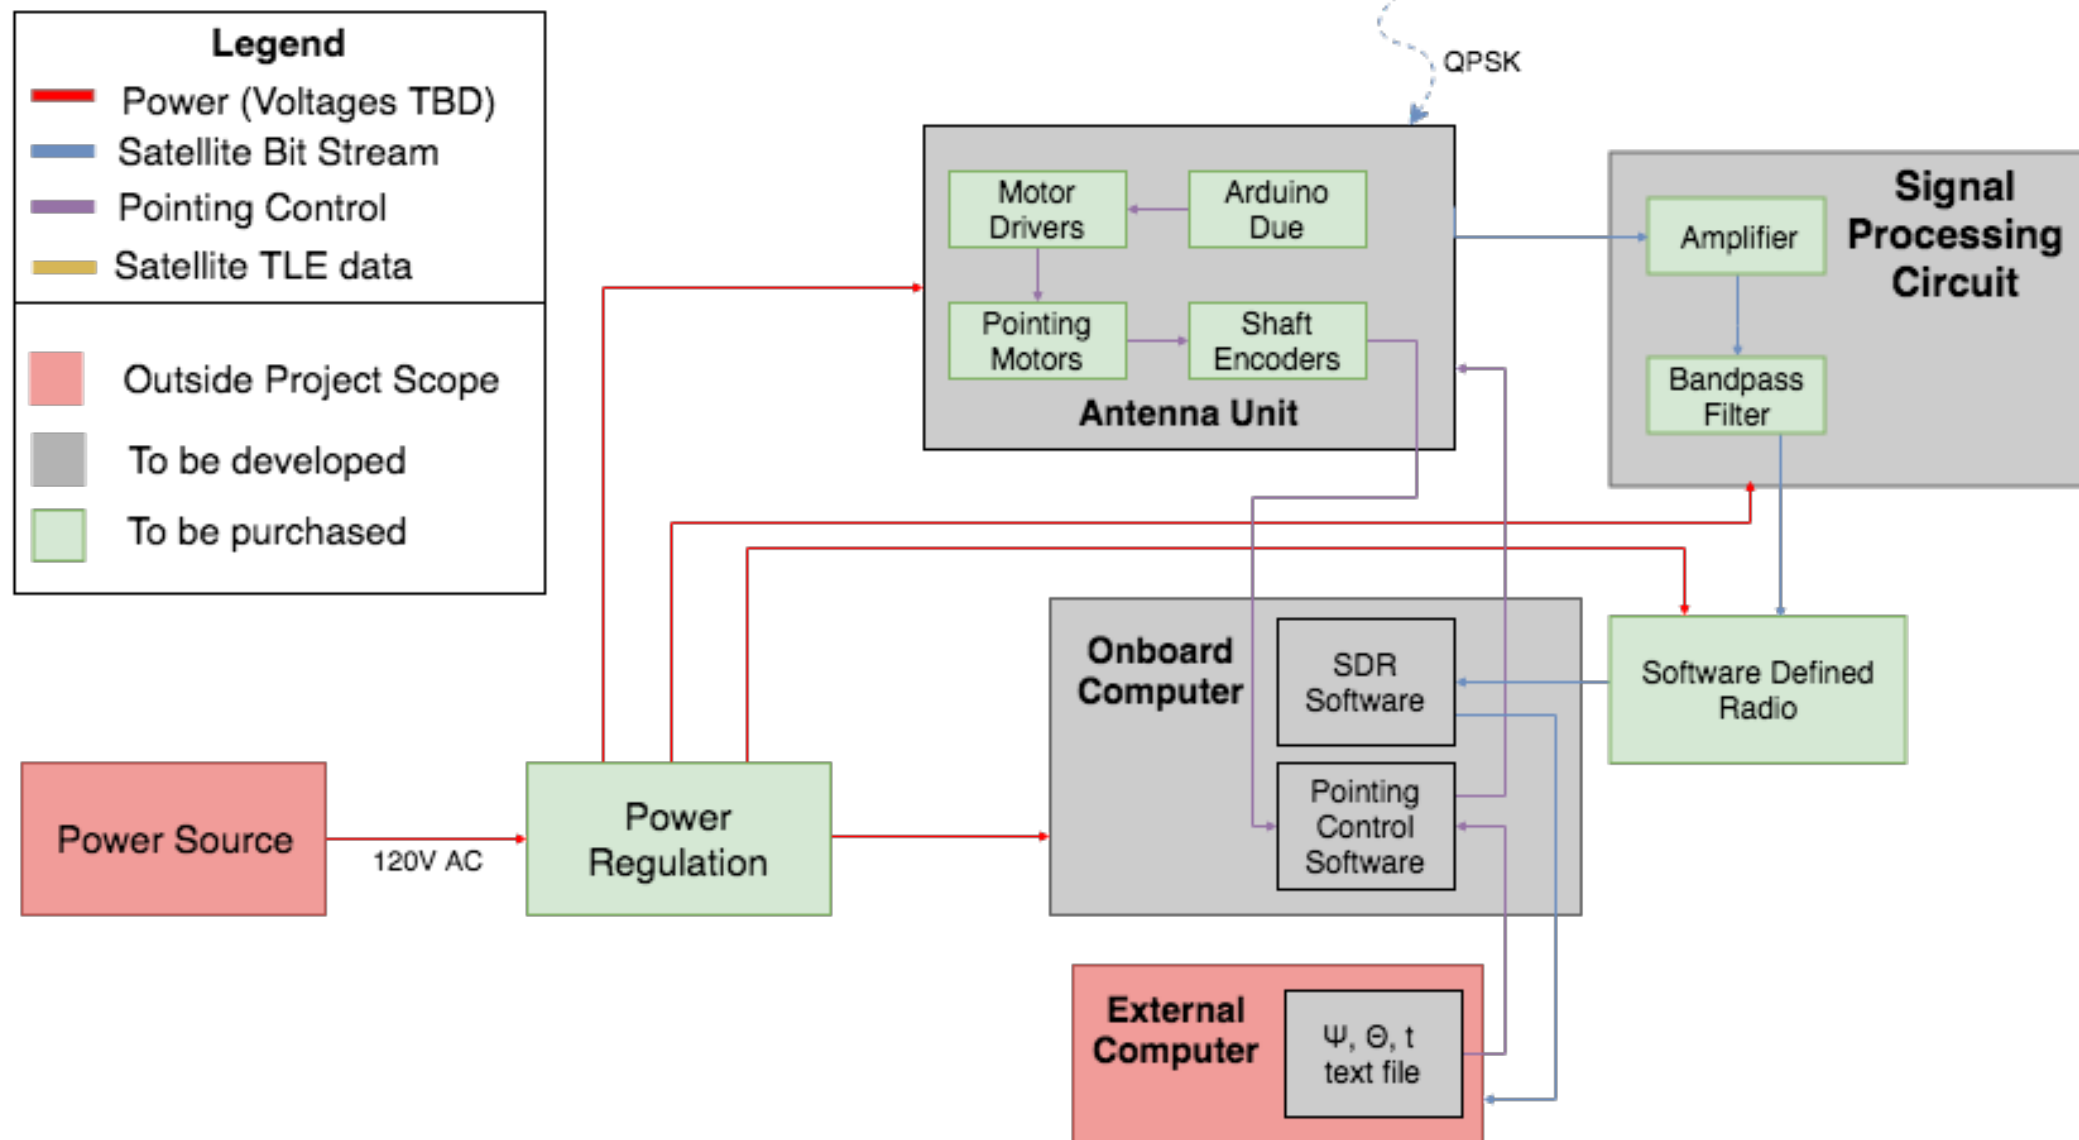 Legend
Power (Voltages TBD)
Satellite Bit Stream
Pointing Control
Satellite TLE data
Outside Project Scope
To be developed
To be purchased
QPSK
Motor
Drivers
Arduino
Due
Pointing
Motors
Shaft
Encoders
Antenna Unit
Signal
Processing
Circuit
Amplifier
Bandpass
Filter
Onboard
Computer
SDR
Software
Pointing
Control
Software
Software Defined
Radio
Power Source
120V AC
Power
Regulation
External
Computer
Ψ, Θ, t
text file